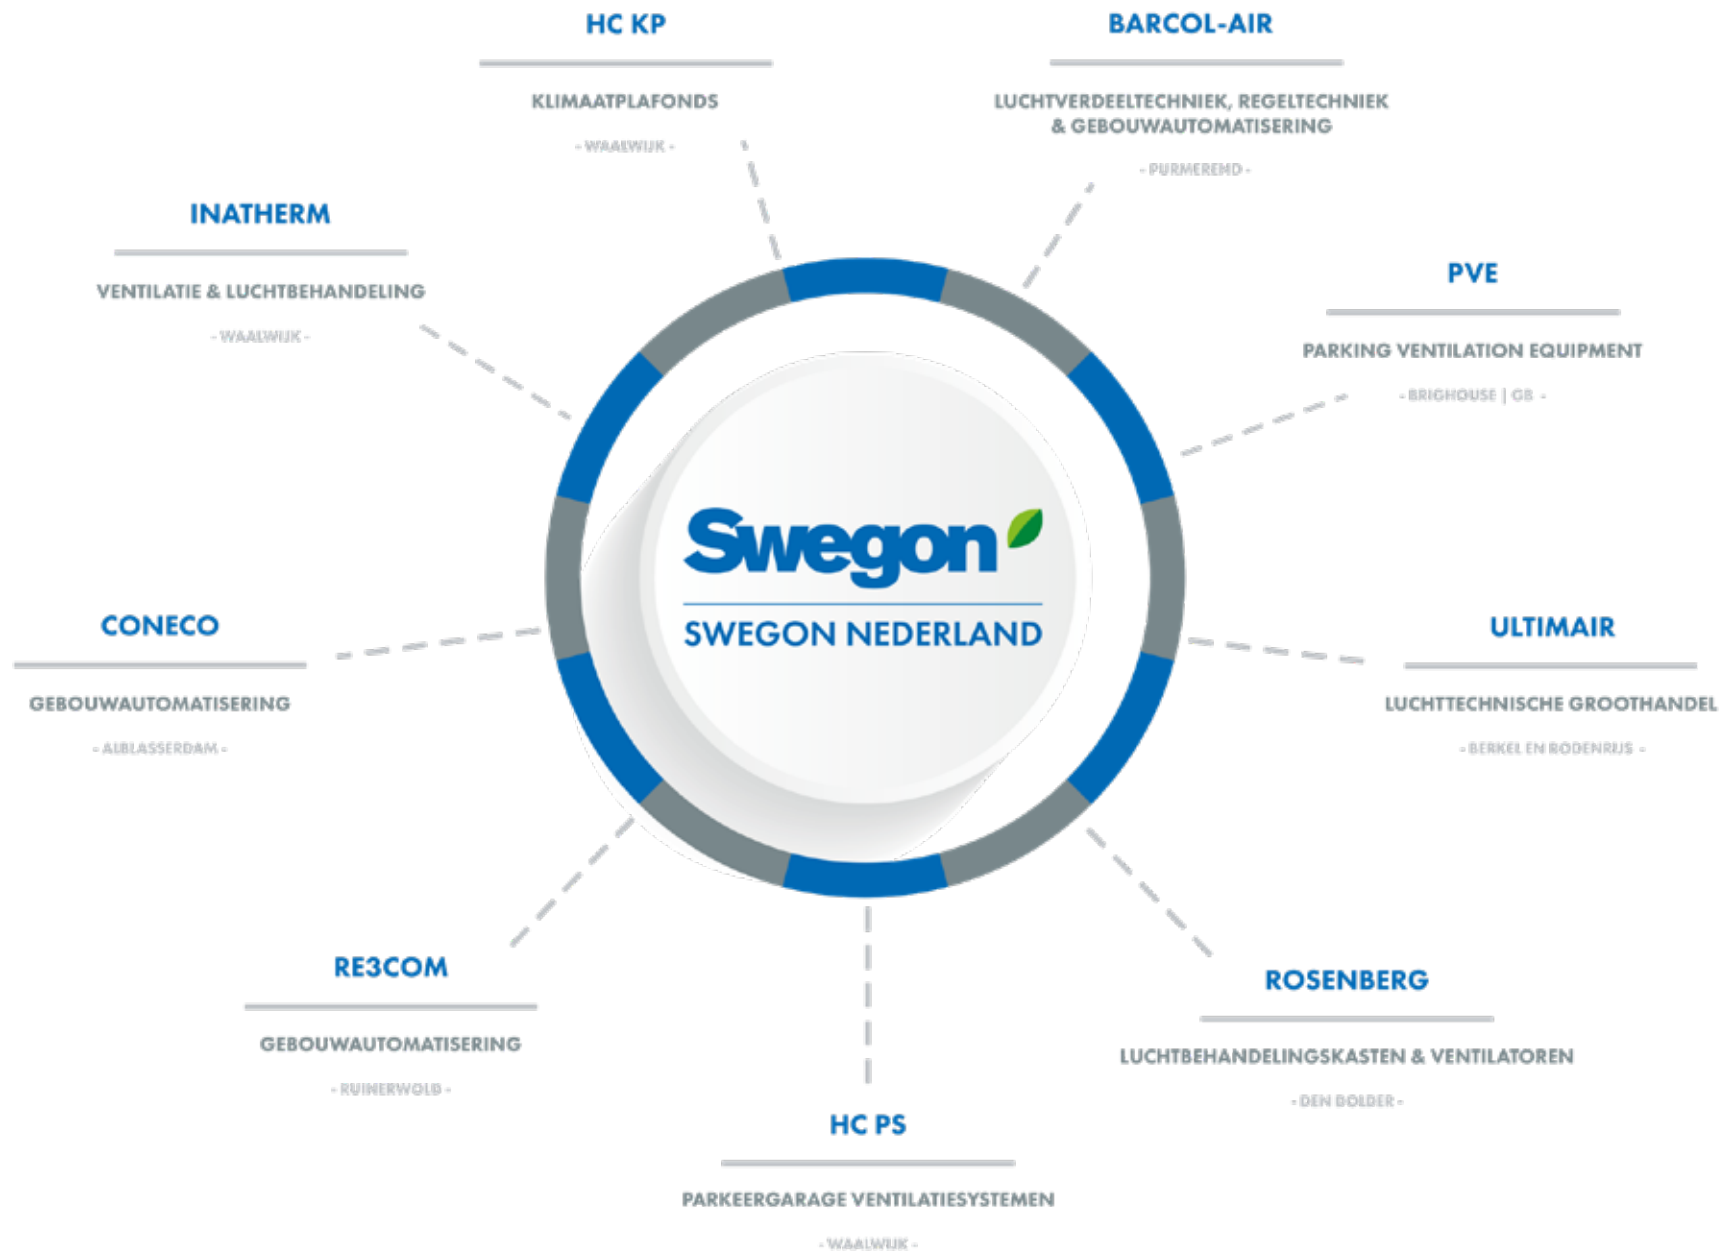 HC KP
KLIMAATPLAFONDS
- WAALWIJK -
BARCOL-AIR
LUCHTVERDEELTECHNIEK, REGELTECHNIEK
& GEBOUWAUTOMATISERING
- PURMEREND -
INATHERM
VENTILATIE & LUCHTBEHANDELING
- WAALWIJK -
PVE
PARKING VENTILATION EQUIPMENT
- BRIGHOUSE | GB -
Swegon
SWEGON NEDERLAND
CONECO
GEBOUWAUTOMATISERING
- ALBLASSERDAM -
ULTIMAIR
LUCHTTECHNISCHE GROOTHANDEL
- BERKEL EN RODENRIJS -
RE3COM
GEBOUWAUTOMATISERING
- RUINERWOLD -
ROSENBERG
LUCHTBEHANDELINGSKASTEN & VENTILATOREN
- DEN DOLDER -
HC PS
PARKEERGARAGE VENTILATIESYSTEMEN
- WAALWIJK -